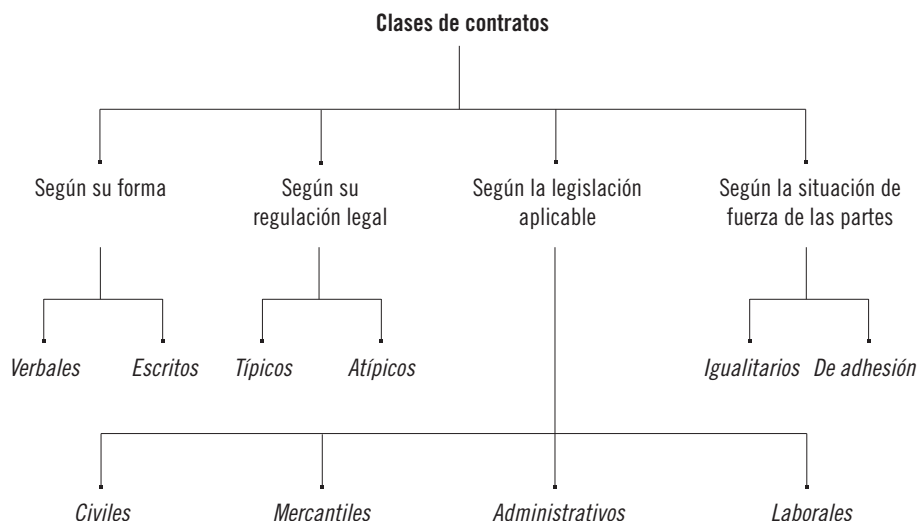 Clases de contratos
Según su forma
Según su
regulación legal
Según la legislación
aplicable
Según la situación de
fuerza de las partes
Verbales
Escritos
Típicos
Atípicos
Igualitarios
De adhesión
Civiles
Mercantiles
Administrativos
Laborales